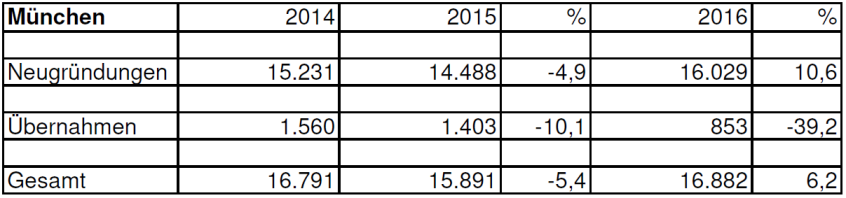 München 2014 2015 % 2016 %
Neugründungen 15.231 14.488 -4,9 16.029 10,6
Übernahmen 1.560 1.403 -10,1 853 -39,2
Gesamt 16.791 15.891 -5,4 16.882 6,2